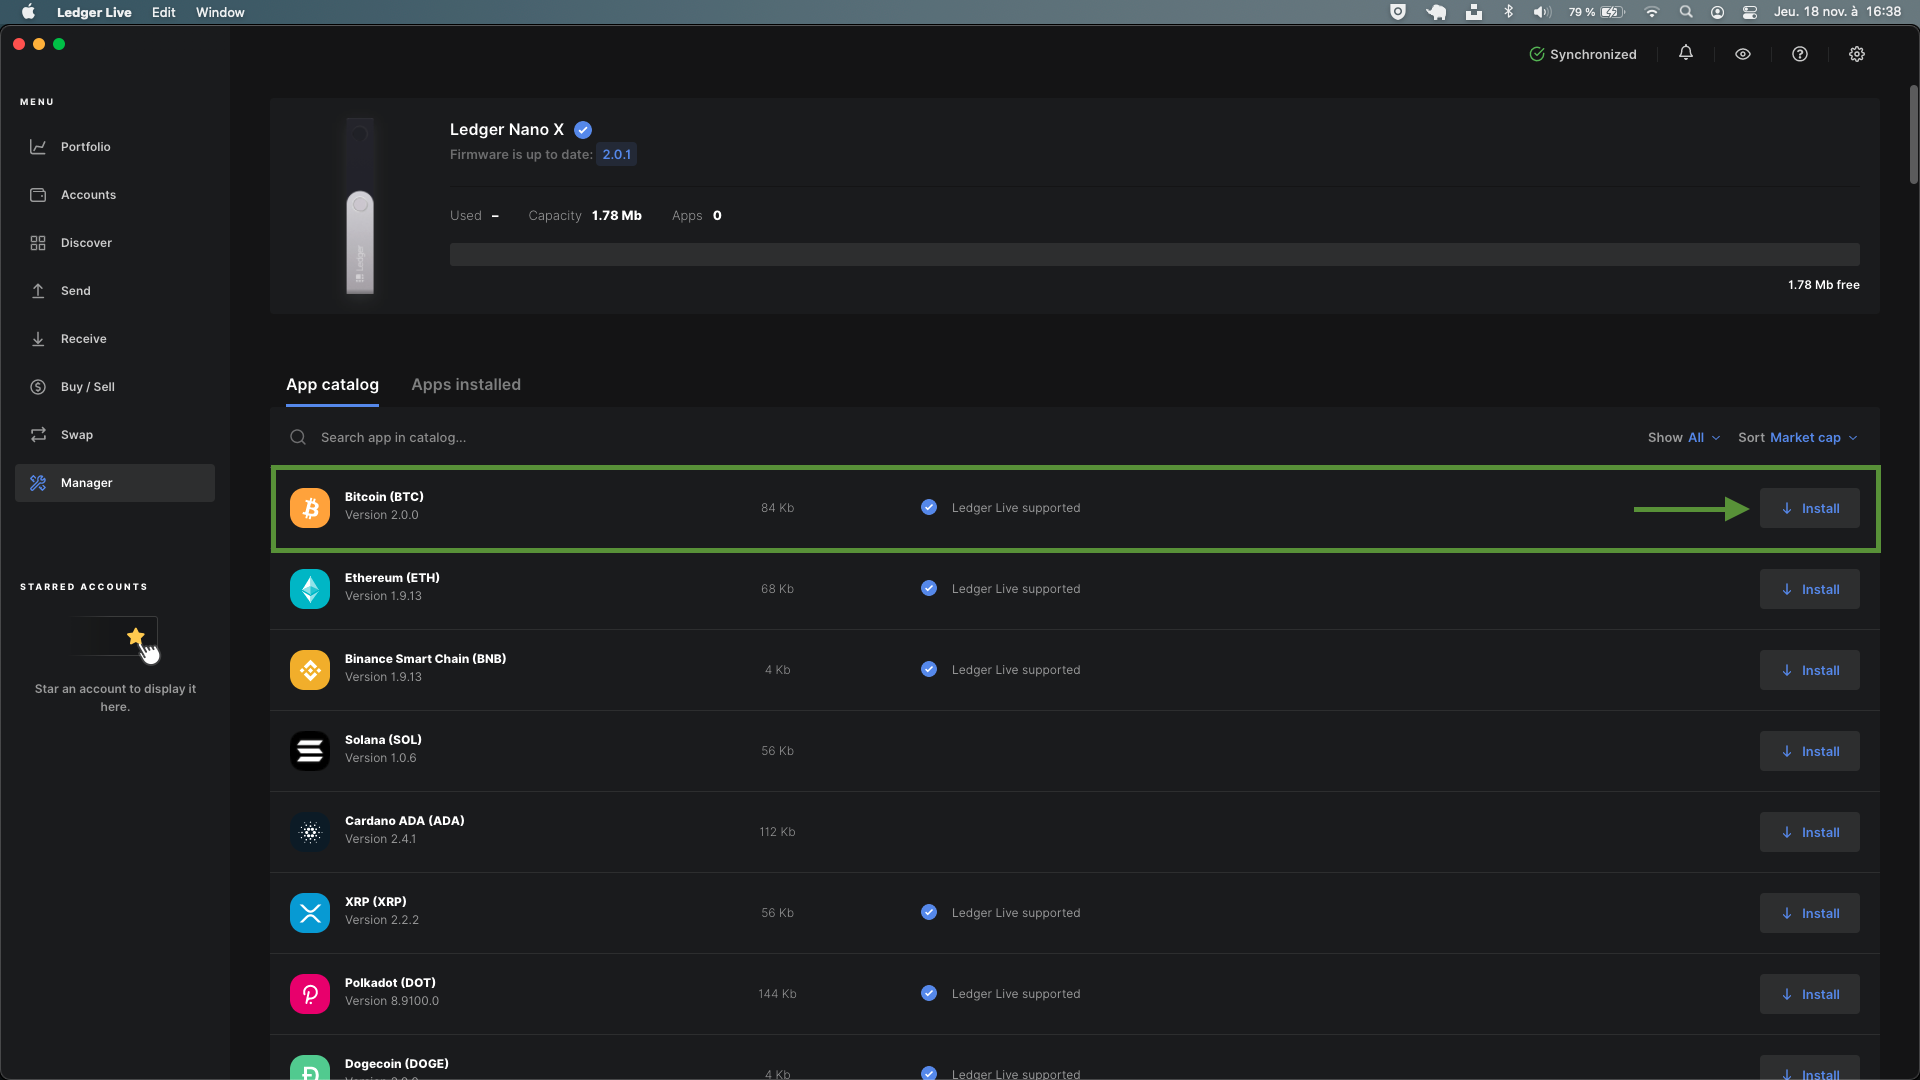 Ledger Live Edit Window
79 % Jeu. 18 nov. à 16:38
Synchronized
MENU
Portfolio
Accounts
Discover
Send
Receive
Buy / Sell
Swap
Manager
STARRED ACCOUNTS
Star an account to display it
here.
Ledger Nano X
Firmware is up to date: 2.0.1
Used – Capacity 1.78 Mb Apps 0
Ledger
1.78 Mb free
App catalog Apps installed
Search app in catalog...
Show All Sort Market cap
Bitcoin (BTC)
Version 2.0.0
84 Kb
Ledger Live supported
Install
Ethereum (ETH)
Version 1.9.13
68 Kb
Ledger Live supported
Install
Binance Smart Chain (BNB)
Version 1.9.13
4 Kb
Ledger Live supported
Install
Solana (SOL)
Version 1.0.6
56 Kb
Install
Cardano ADA (ADA)
Version 2.4.1
112 Kb
Install
XRP (XRP)
Version 2.2.2
56 Kb
Ledger Live supported
Install
Polkadot (DOT)
Version 8.9100.0
144 Kb
Ledger Live supported
Install
Dogecoin (DOGE)
4 Kb
Ledger Live supported
Install